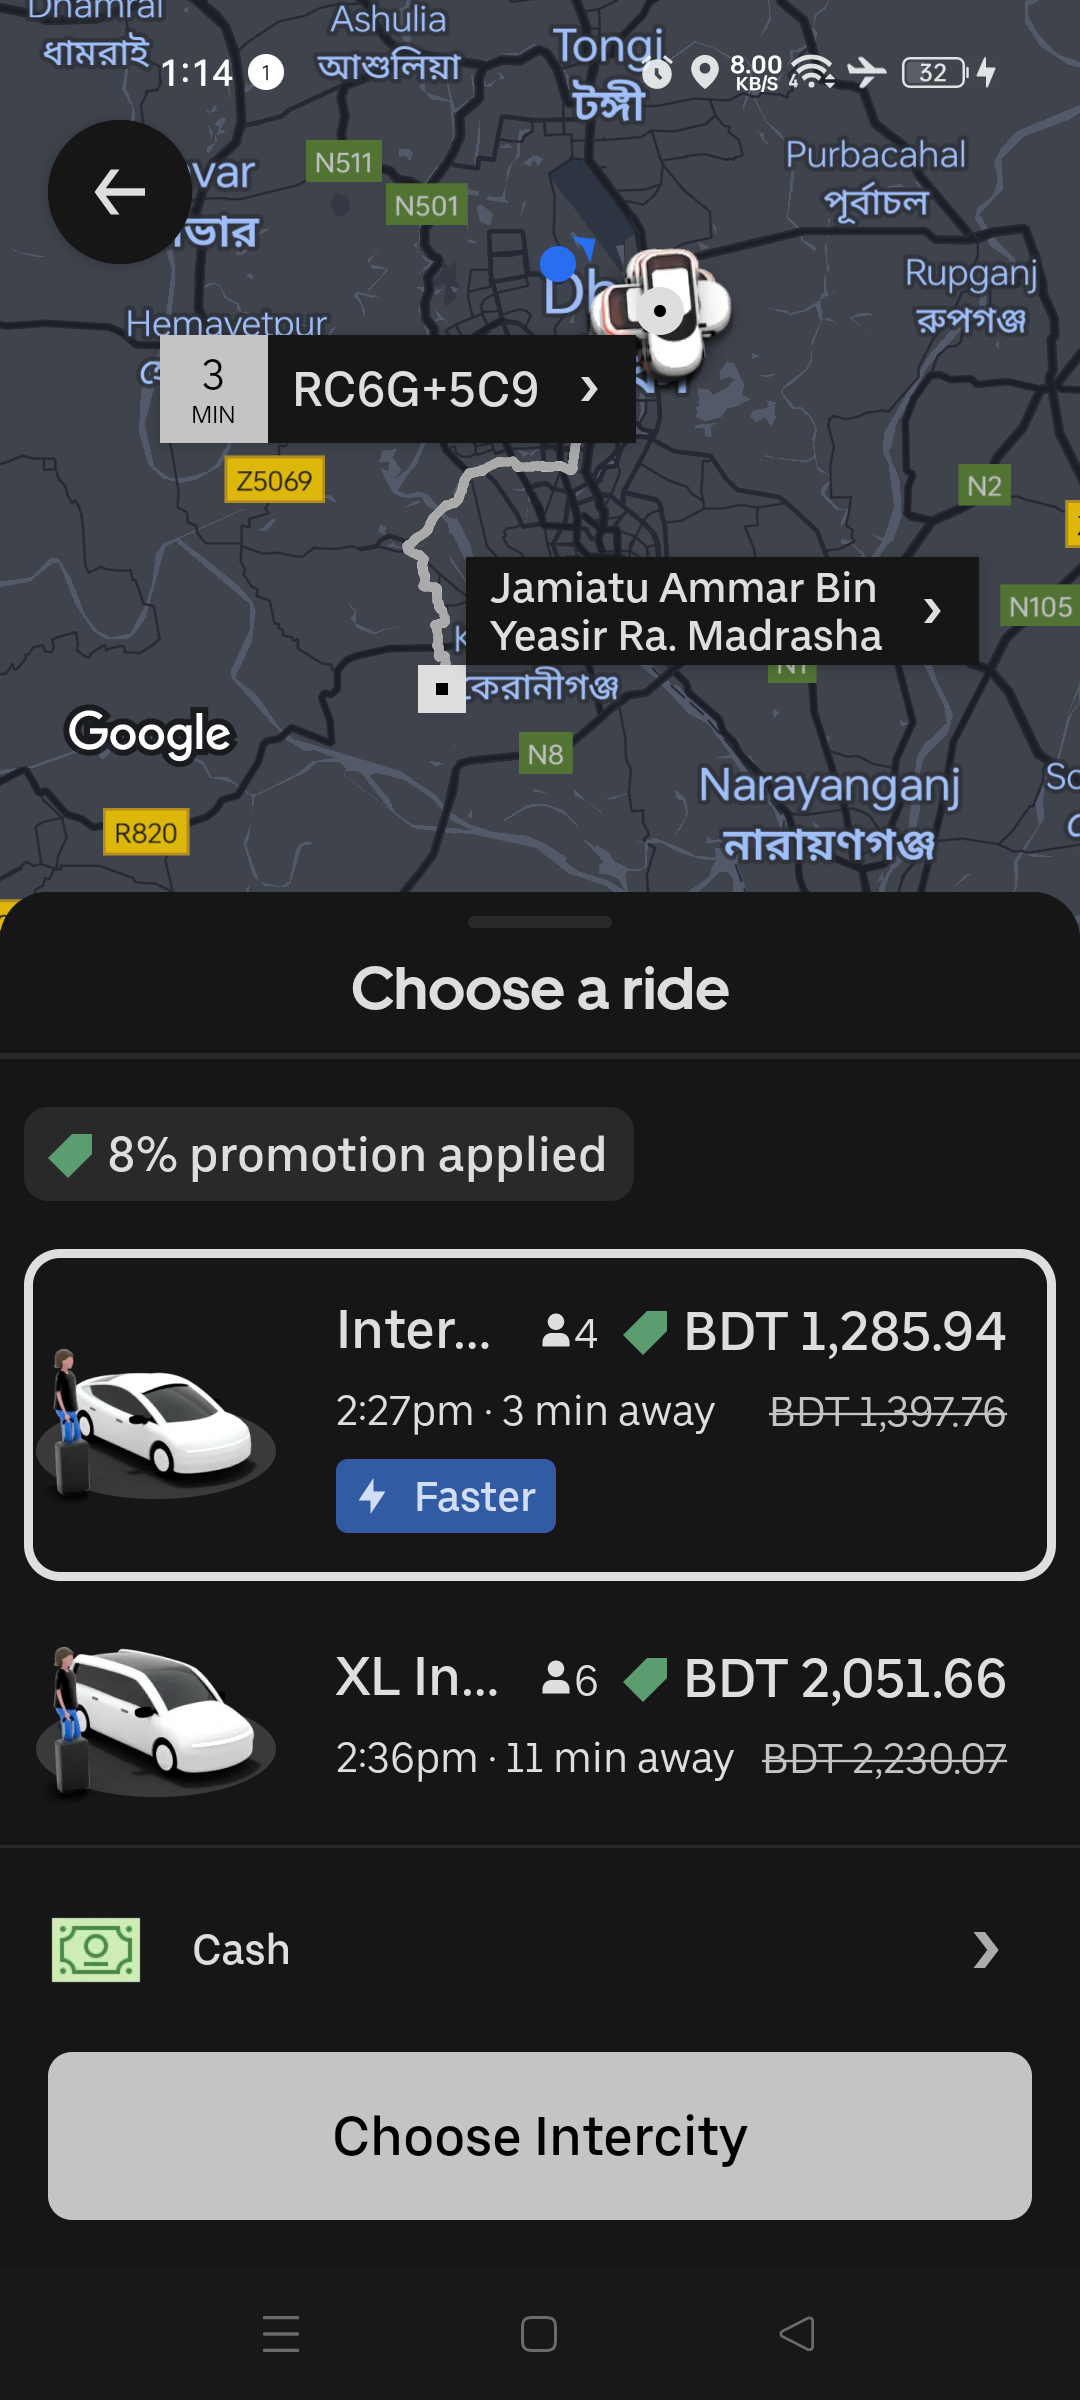 Dhamrai
ধামরাই
Ashulia
আশুলিয়া
Tongi
টঙ্গী
1:14
1
8.00
KB/S
4
32
N511
N501
Purbachal
পূর্বাচল
Rupganj
রুপগঞ্জ
Hemayetpur
3
MIN
RC6G+5C9
Z5069
N2
N105
Jamiatu Ammar Bin
Yeasir Ra. Madrasha
কেরানীগঞ্জ
N1
Google
N8
Narayanganj
নারায়ণগঞ্জ
R820
Choose a ride
8% promotion applied
Inter... 4 BDT 1,285.94
2:27pm · 3 min away BDT 1,397.76
Faster
XL In... 6 BDT 2,051.66
2:36pm · 11 min away BDT 2,230.07
Cash
Choose Intercity